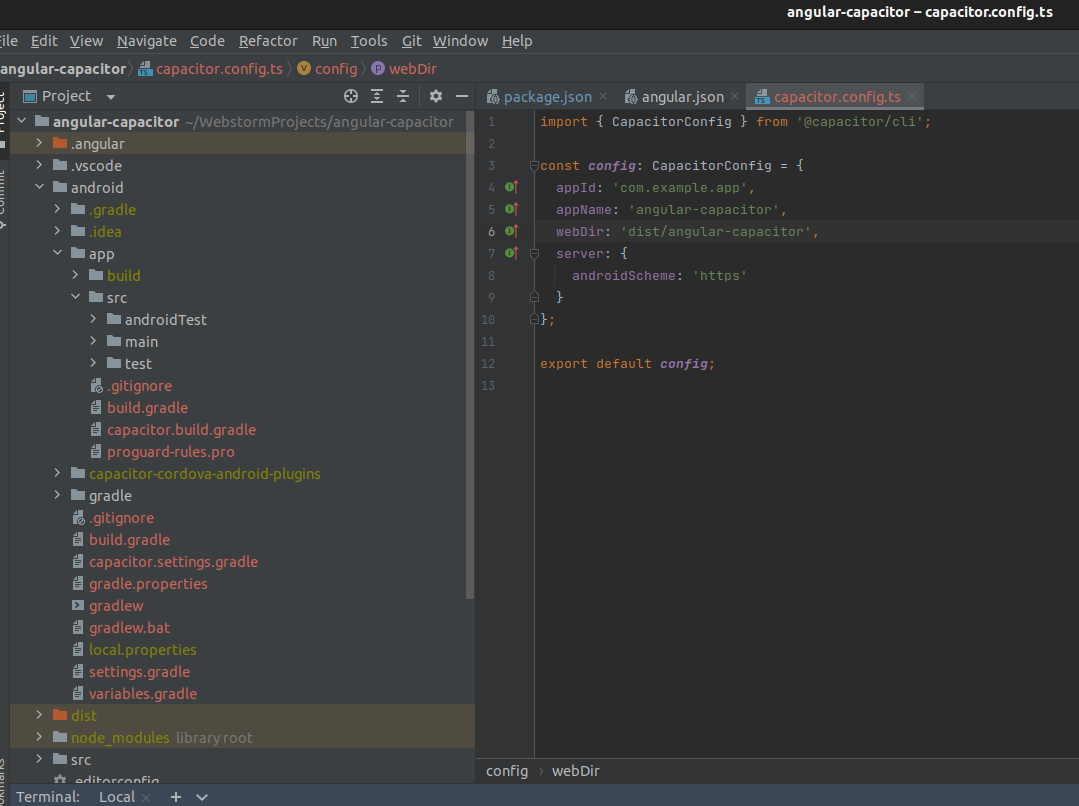 angular-capacitor – capacitor.config.ts
File Edit View Navigate Code Refactor Run Tools Git Window Help
angular-capacitor capacitor.config.ts config webDir
Project
package.json
angular.json
capacitor.config.ts
Project
Commit
angular-capacitor ~/WebstormProjects/angular-capacitor
.angular
.vscode
android
.gradle
.idea
app
build
src
androidTest
main
test
.gitignore
build.gradle
capacitor.build.gradle
proguard-rules.pro
capacitor-cordova-android-plugins
gradle
.gitignore
build.gradle
capacitor.settings.gradle
gradle.properties
gradlew
gradlew.bat
local.properties
settings.gradle
variables.gradle
dist
node_modules library root
src
.editorconfig
1 import { CapacitorConfig } from '@capacitor/cli';
2
3 const config: CapacitorConfig = {
4 appId: 'com.example.app',
5 appName: 'angular-capacitor',
6 webDir: 'dist/angular-capacitor',
7 server: {
8 androidScheme: 'https'
9 }
10 };
11
12 export default config;
13
config › webDir
Terminal: Local × +